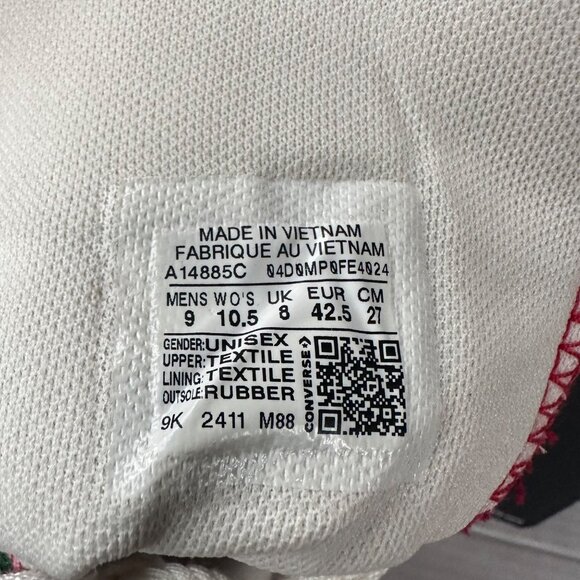 MADE IN VIETNAM
FABRIQUE AU VIETNAM
A14885C 04D0MP0FE4024
MENS WO'S UK EUR CM
9 10.5 8 42.5 27
GENDER:UNISEX
UPPER:TEXTILE
LINING:TEXTILE
OUTSOLE:RUBBER
9K 2411 M88
CONVERSE